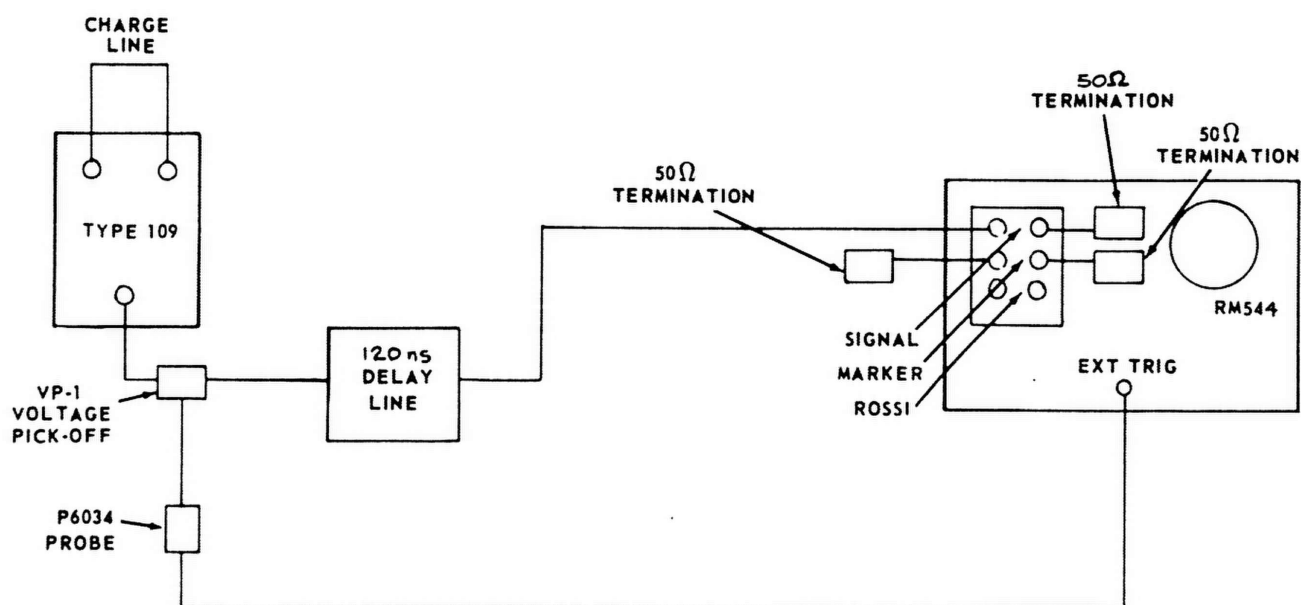 CHARGE
LINE
TYPE 109
VP-1
VOLTAGE
PICK-OFF
P6034
PROBE
120 ns
DELAY
LINE
50Ω
TERMINATION
50Ω
TERMINATION
50Ω
TERMINATION
SIGNAL
MARKER
ROSSI
RM544
EXT TRIG